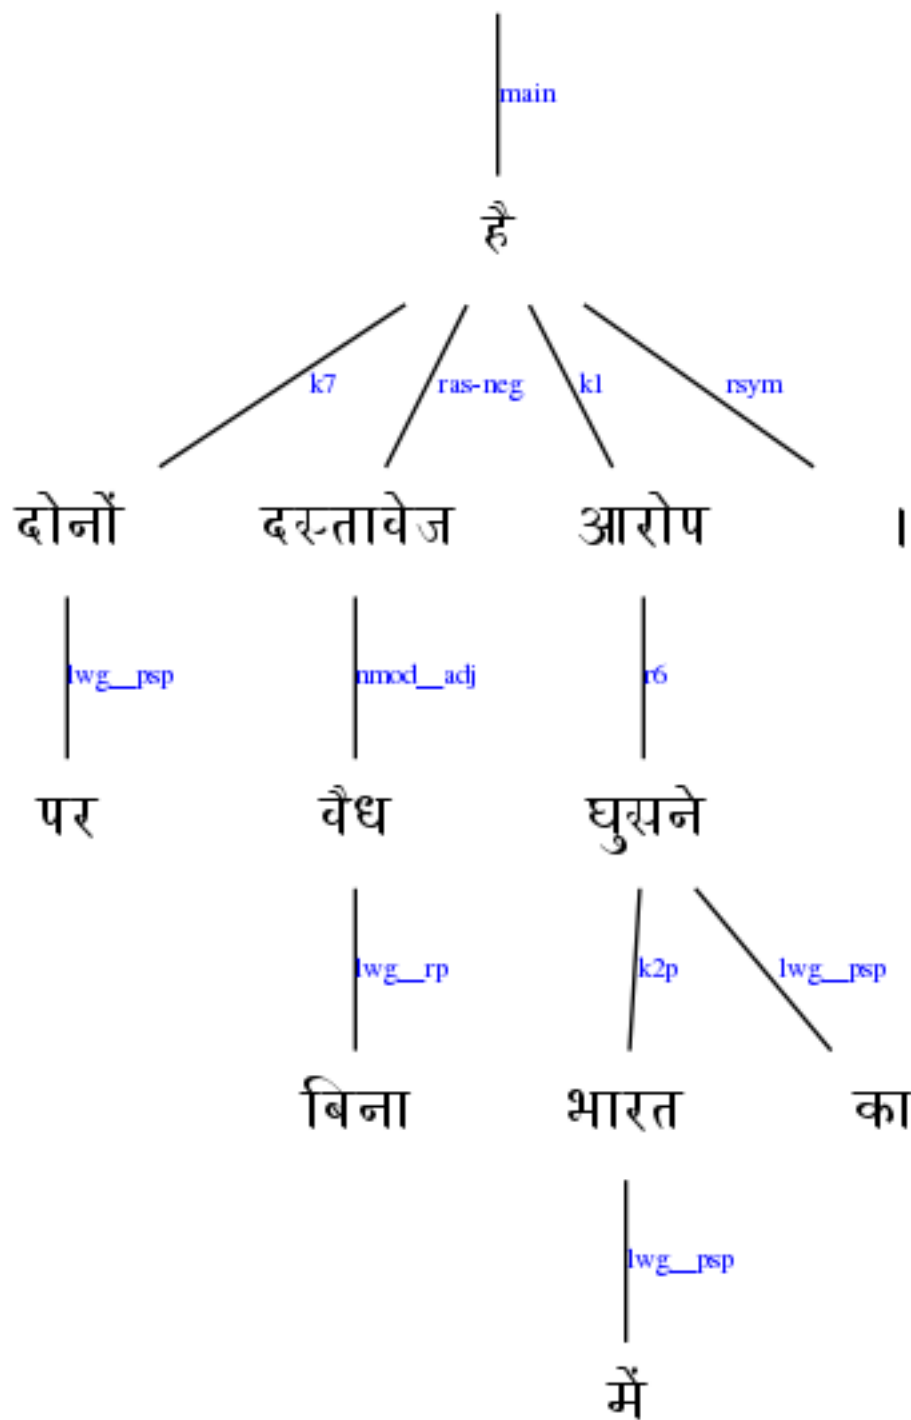 main
है
k7 ras-neg k1 rsym
दोनों दस्तावेज आरोप ।
lwg__psp nmod__adj r6
पर वैध घुसने
lwg__rp k2p lwg__psp
बिना भारत का
lwg__psp
में